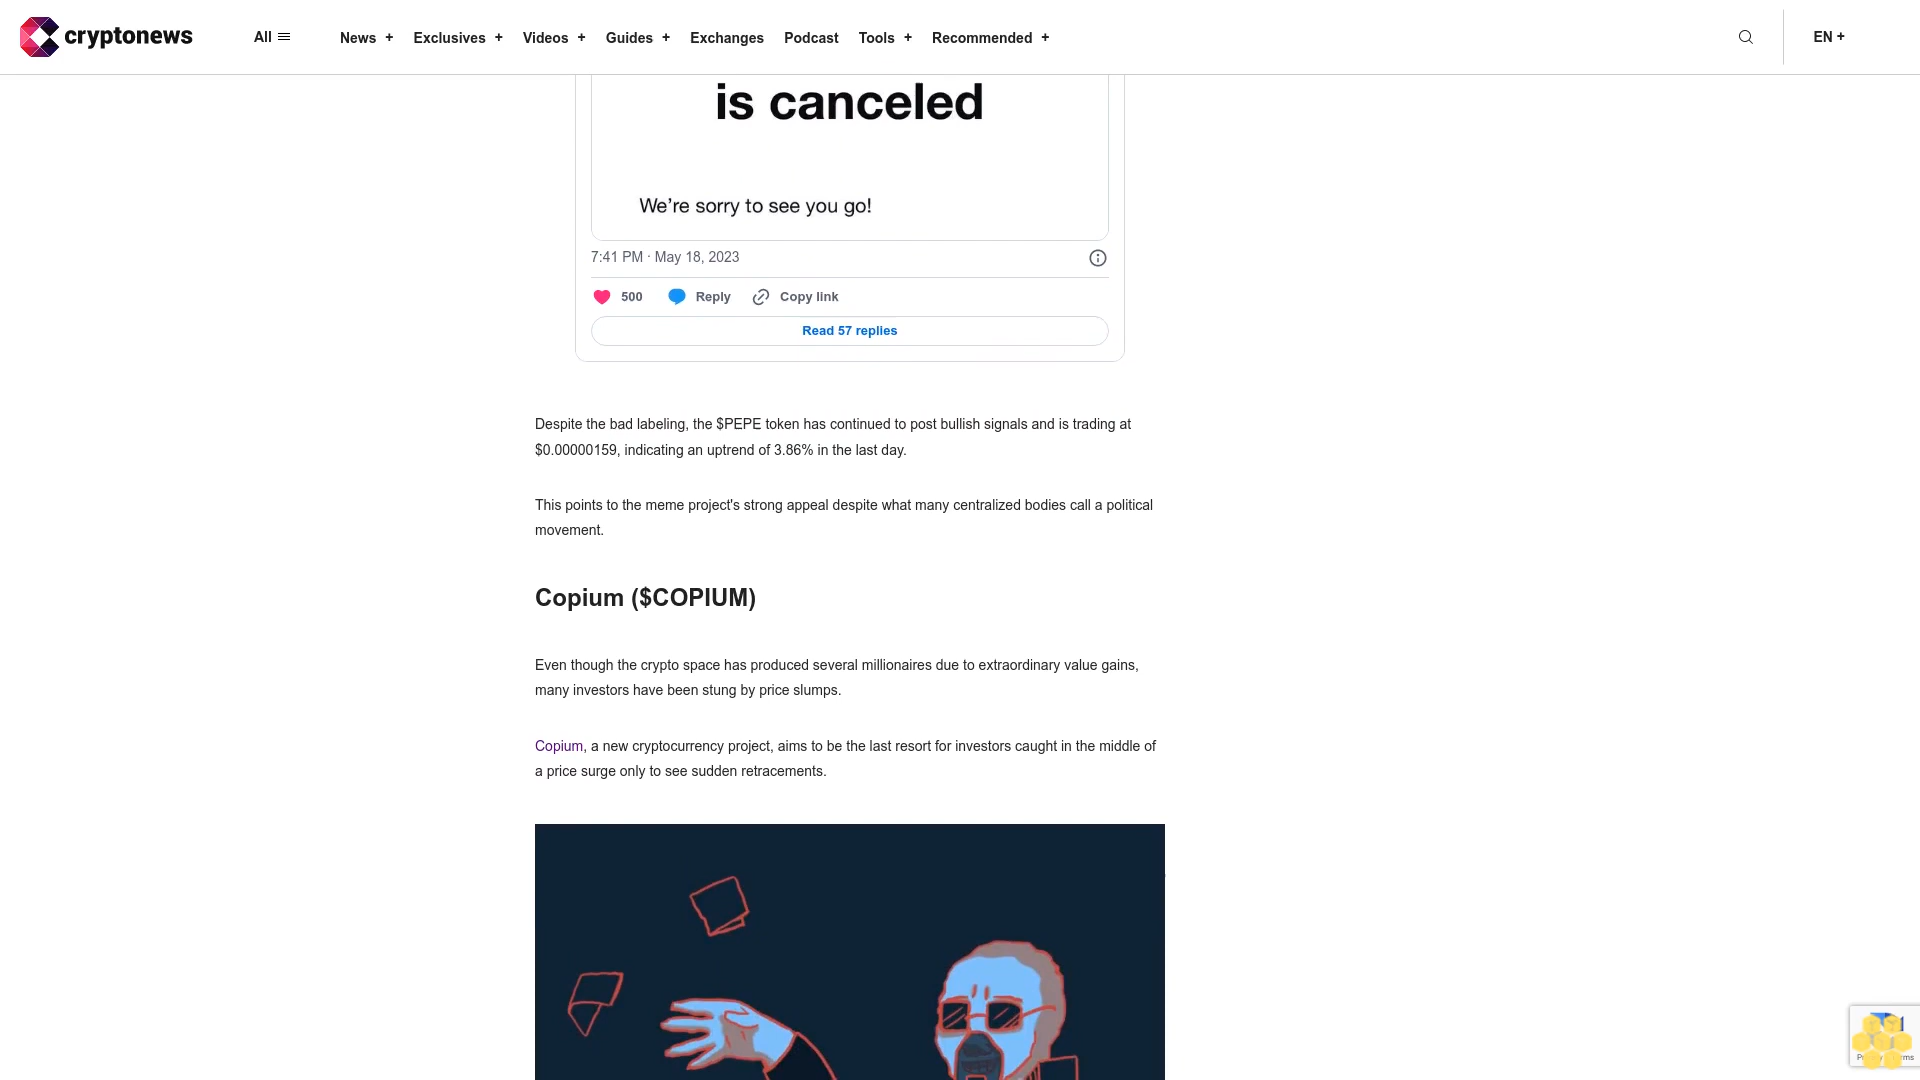 cryptonews
All
News +
Exclusives +
Videos +
Guides +
Exchanges
Podcast
Tools +
Recommended +
EN +
is canceled
We're sorry to see you go!
7:41 PM · May 18, 2023
500
Reply
Copy link
Read 57 replies
Despite the bad labeling, the $PEPE token has continued to post bullish signals and is trading at
$0.00000159, indicating an uptrend of 3.86% in the last day.
This points to the meme project's strong appeal despite what many centralized bodies call a political
movement.
Copium ($COPIUM)
Even though the crypto space has produced several millionaires due to extraordinary value gains,
many investors have been stung by price slumps.
Copium, a new cryptocurrency project, aims to be the last resort for investors caught in the middle of
a price surge only to see sudden retracements.